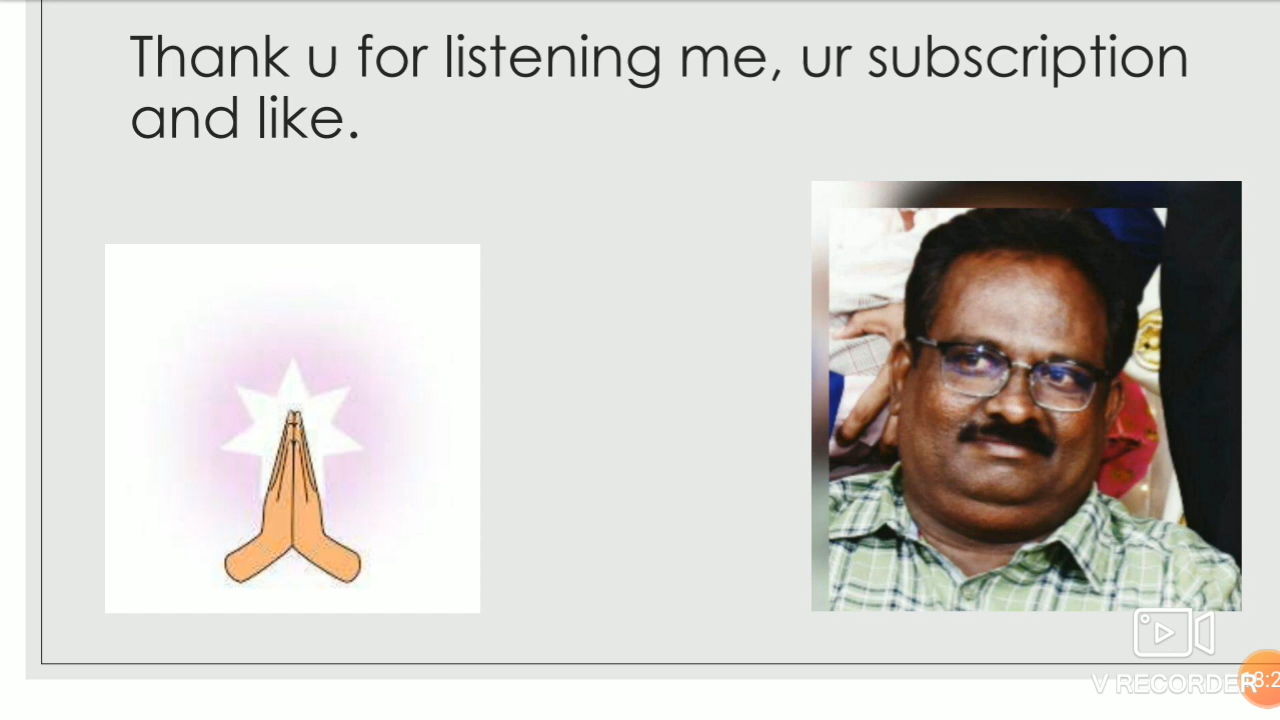 Thank u for listening me, ur subscription
and like.
V RECORDER